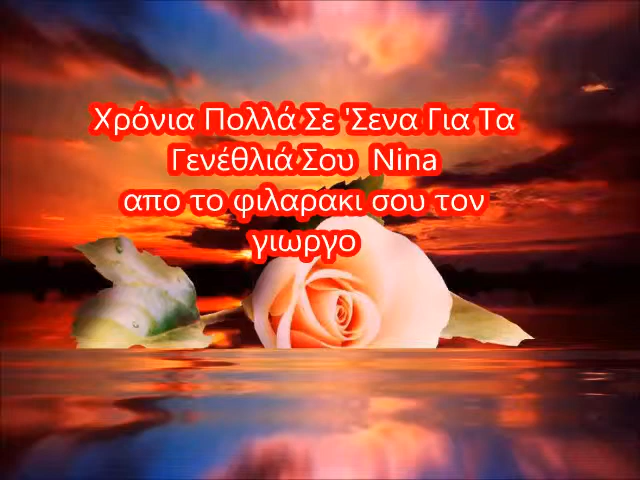 Χρόνια Πολλά Σε 'Σενα Για Τα
Γενέθλιά Σου Nina
απο το φιλαρακι σου τον
γιωργο